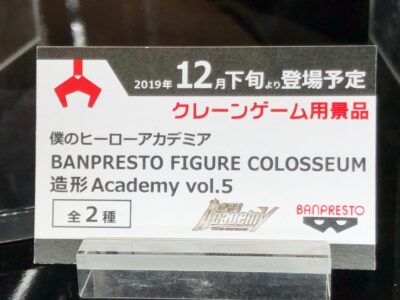 2019年12月下旬より登場予定
クレーンゲーム用景品
僕のヒーローアカデミア
BANPRESTO FIGURE COLOSSEUM
造形Academy vol.5
全2種
Academy
BANPRESTO